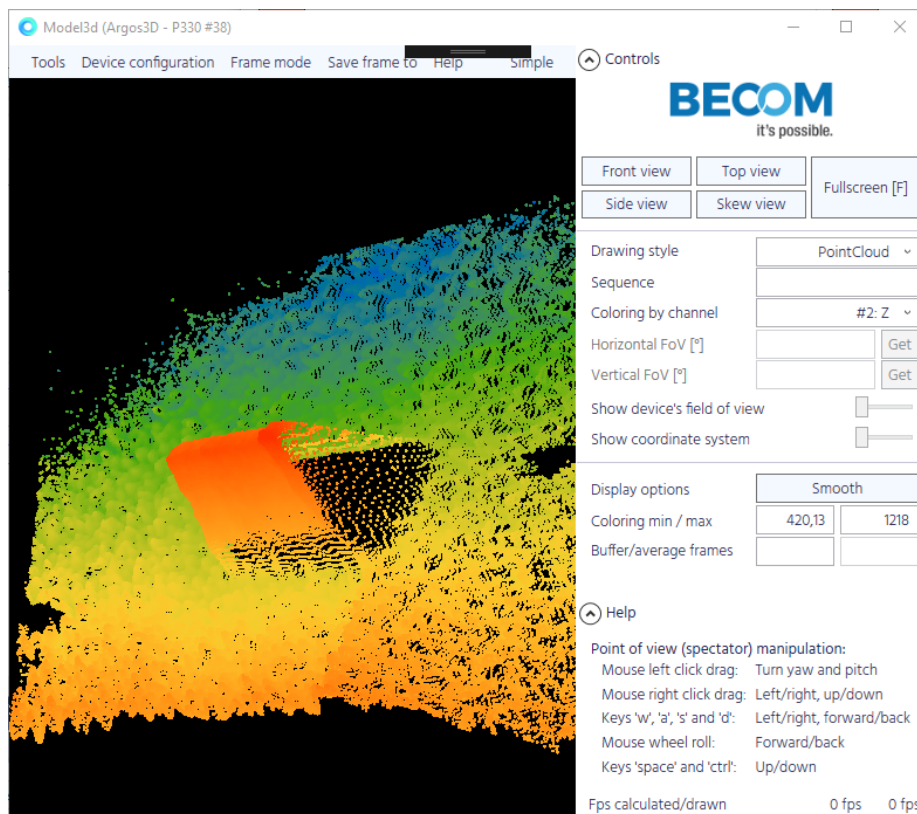 Model3d (Argos3D - P330 #38)
Tools Device configuration Frame mode Save frame to Help Simple
Controls
BECOM
it's possible.
Front view Top view Fullscreen [F]
Side view Skew view
Drawing style PointCloud
Sequence
Coloring by channel #2: Z
Horizontal FoV [°] Get
Vertical FoV [°] Get
Show device's field of view
Show coordinate system
Display options Smooth
Coloring min / max 420,13 1218
Buffer/average frames
Help
Point of view (spectator) manipulation:
Mouse left click drag: Turn yaw and pitch
Mouse right click drag: Left/right, up/down
Keys 'w', 'a', 's' and 'd': Left/right, forward/back
Mouse wheel roll: Forward/back
Keys 'space' and 'ctrl': Up/down
Fps calculated/drawn 0 fps 0 fps